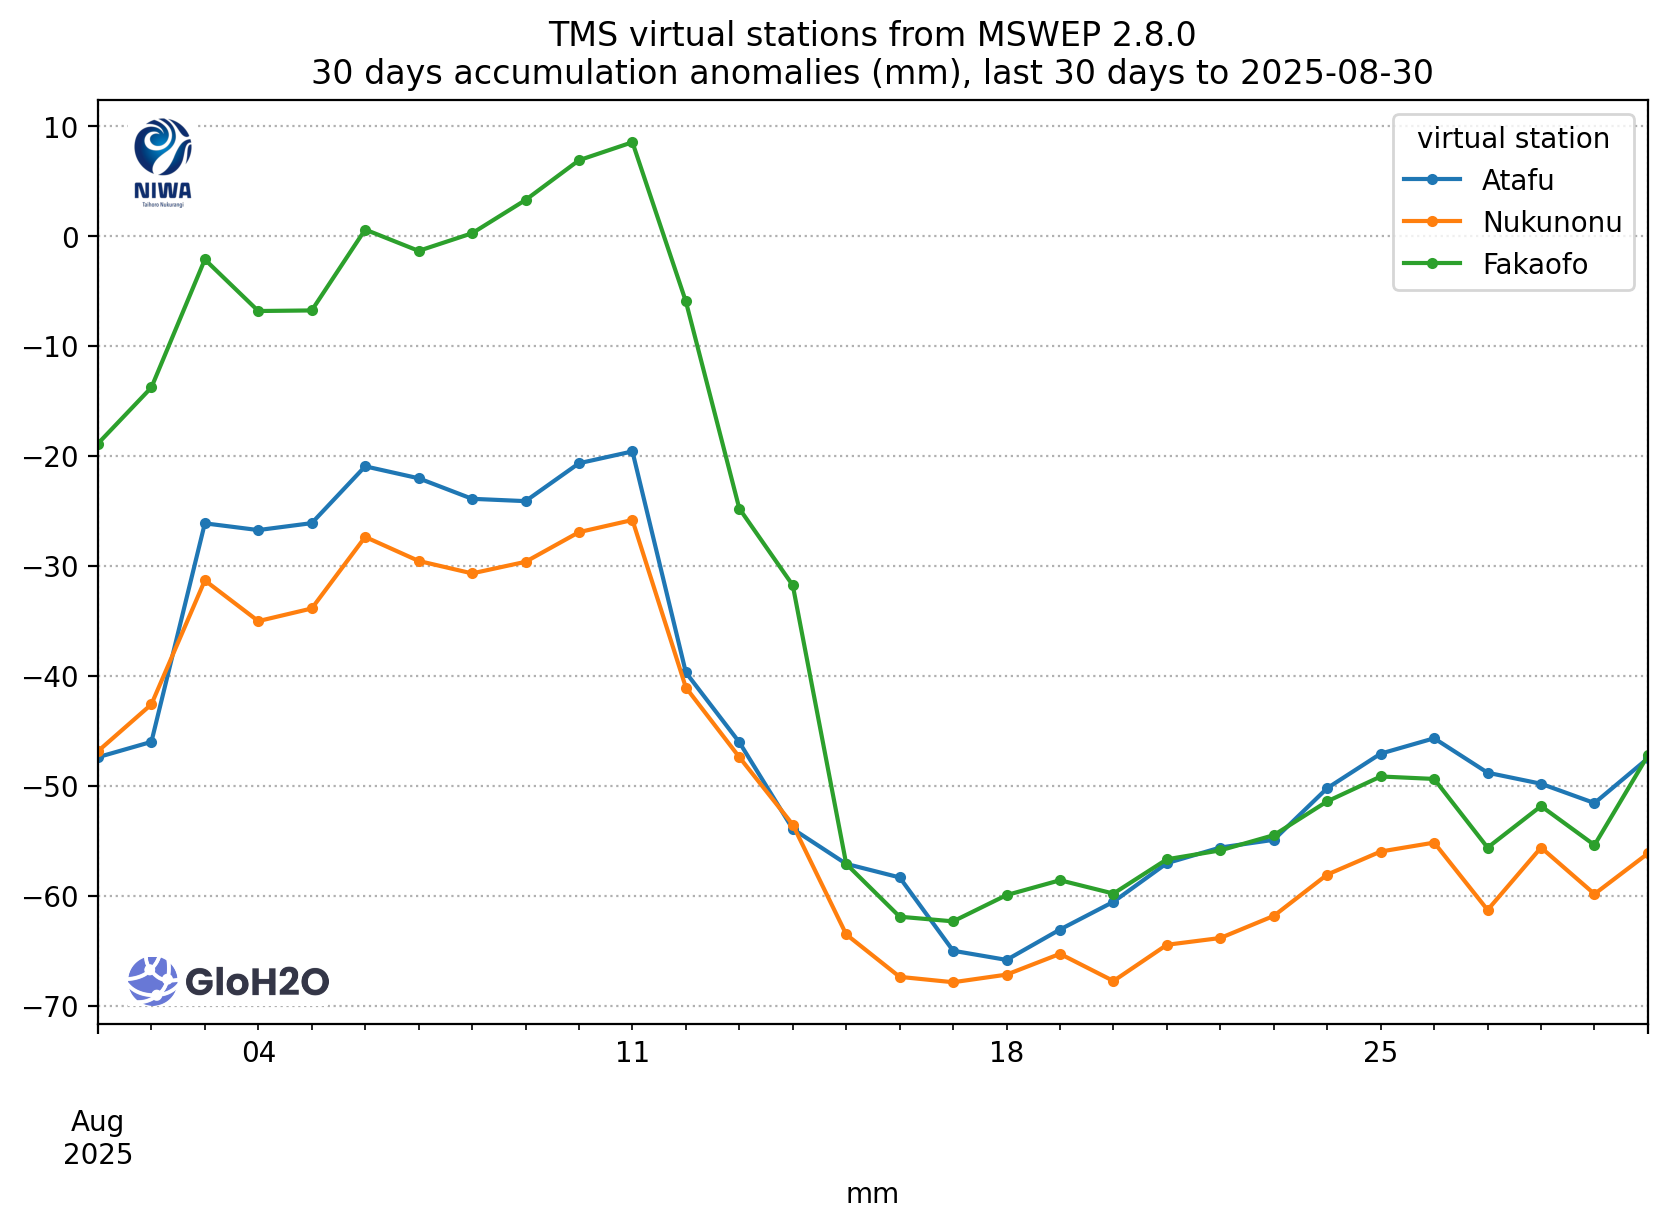 TMS virtual stations from MSWEP 2.8.0
30 days accumulation anomalies (mm), last 30 days to 2025-08-30
10
0
−10
−20
−30
−40
−50
−60
−70
NIWA
Taihoro Nukurangi
virtual station
Atafu
Nukunonu
Fakaofo
GloH2O
04 11 18 25
Aug
2025
mm